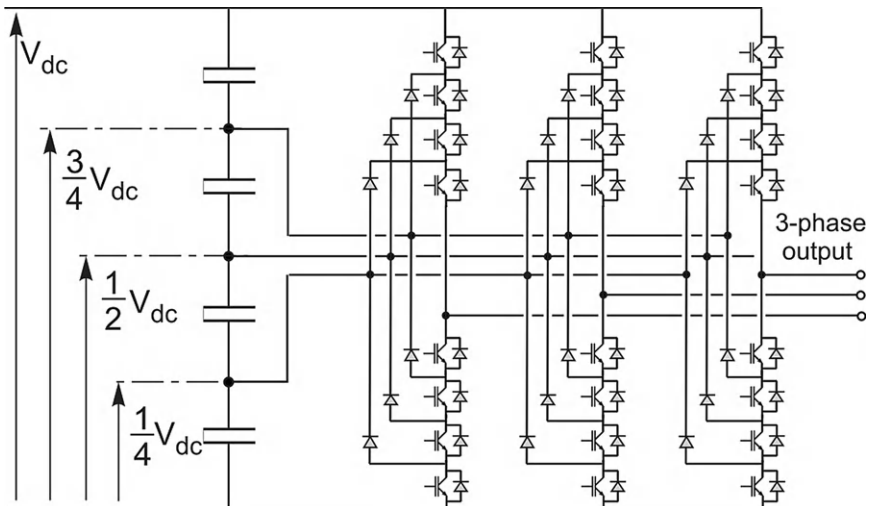 V_dc
3/4 V_dc
1/2 V_dc
1/4 V_dc
3-phase
output